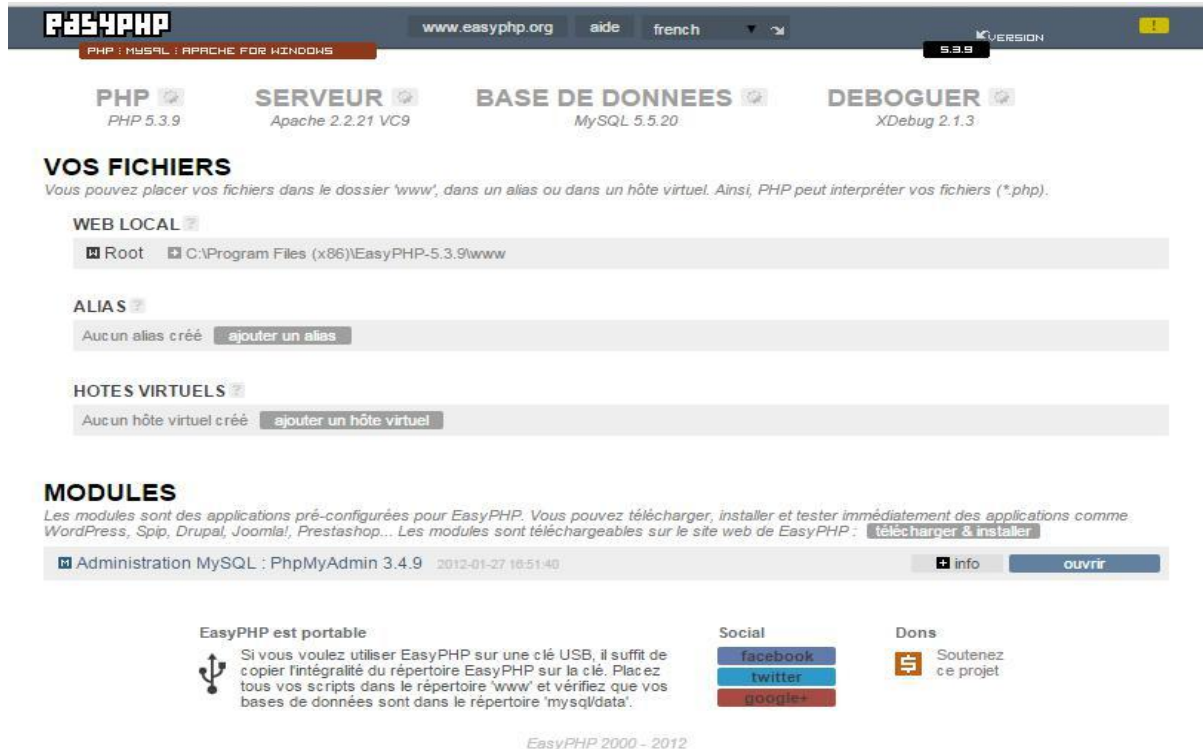 EASYPHP
www.easyphp.org aide french
VERSION
!
PHP : MYSQL : APACHE FOR WINDOWS
5.3.9
PHP SERVEUR BASE DE DONNEES DEBOGUER
PHP 5.3.9 Apache 2.2.21 VC9 MySQL 5.5.20 XDebug 2.1.3
VOS FICHIERS
Vous pouvez placer vos fichiers dans le dossier 'www', dans un alias ou dans un hôte virtuel. Ainsi, PHP peut interpréter vos fichiers (*.php).
WEB LOCAL ?
W Root + C:\Program Files (x86)\EasyPHP-5.3.9\www
ALIAS ?
Aucun alias créé ajouter un alias
HOTES VIRTUELS ?
Aucun hôte virtuel créé ajouter un hôte virtuel
MODULES
Les modules sont des applications pré-configurées pour EasyPHP. Vous pouvez télécharger, installer et tester immédiatement des applications comme
WordPress, Spip, Drupal, Joomla!, Prestashop... Les modules sont téléchargeables sur le site web de EasyPHP : télécharger & installer
M Administration MySQL : PhpMyAdmin 3.4.9 2012-01-27 16:51:40 + info ouvrir
EasyPHP est portable
Si vous voulez utiliser EasyPHP sur une clé USB, il suffit de
copier l'intégralité du répertoire EasyPHP sur la clé. Placez
tous vos scripts dans le répertoire 'www' et vérifiez que vos
bases de données sont dans le répertoire 'mysql/data'.
Social
facebook
twitter
google+
Dons
$ Soutenez
ce projet
EasyPHP 2000 - 2012